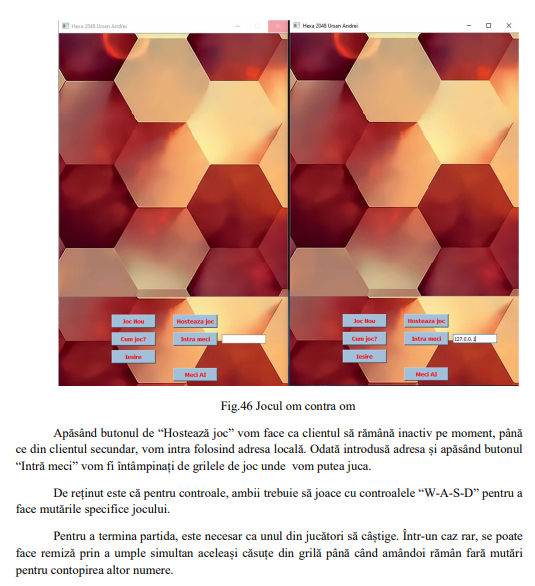 Hexa 2048 Ursan Andrei
Hexa 2048 Ursan Andrei
Joc Nou
Hosteaza joc
Cum joc?
Intra meci
Iesire
Meci AI
Joc Nou
Hosteaza joc
Cum joc?
Intra meci
127.0.0.1
Iesire
Meci AI
Fig.46 Jocul om contra om
Apăsând butonul de “Hostează joc” vom face ca clientul să rămână inactiv pe moment, până
ce din clientul secundar, vom intra folosind adresa locală. Odată introdusă adresa și apăsând butonul
“Intră meci” vom fi întâmpinați de grilele de joc unde vom putea juca.
De reținut este că pentru controale, ambii trebuie să joace cu controalele “W-A-S-D” pentru a
face mutările specifice jocului.
Pentru a termina partida, este necesar ca unul din jucători să câștige. Într-un caz rar, se poate
face remiză prin a umple simultan aceleași căsuțe din grilă până când amândoi rămân fară mutări
pentru contopirea altor numere.